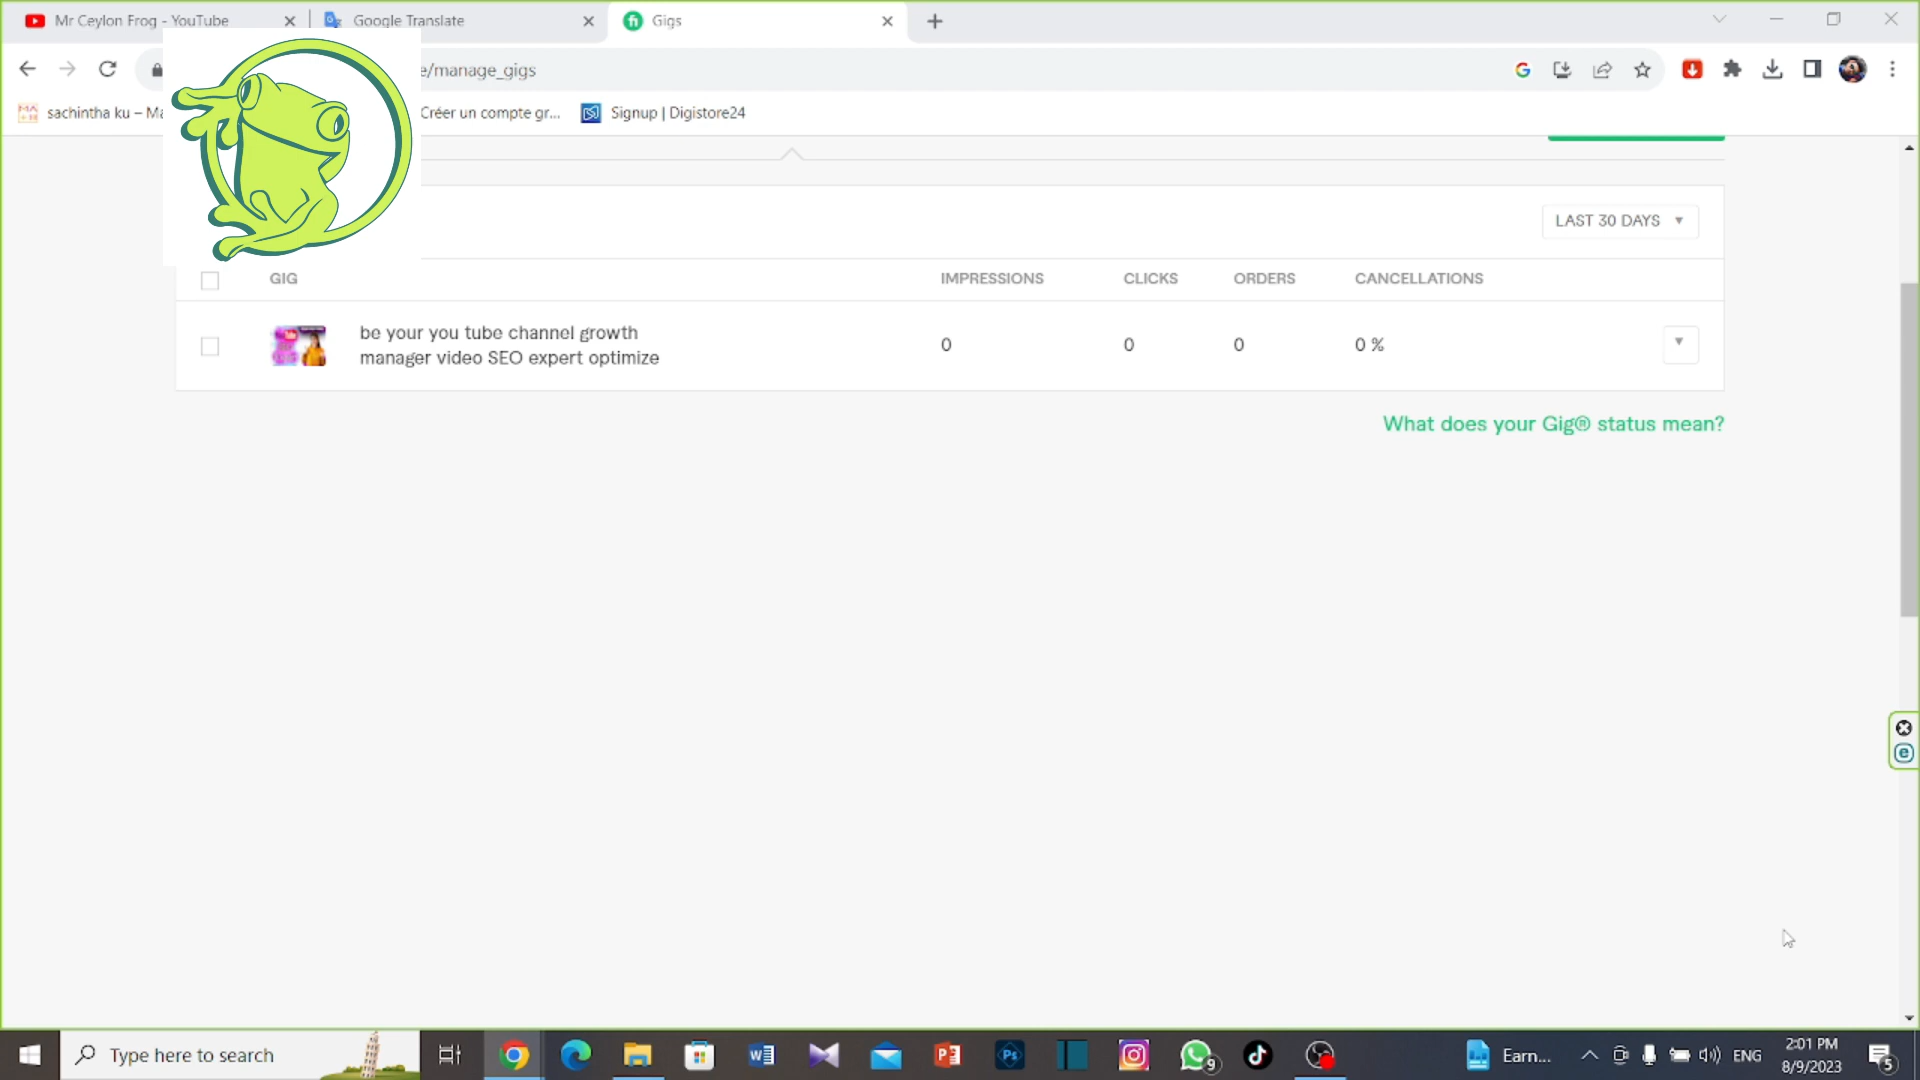 Mr Ceylon Frog - YouTube
Google Translate
Gigs
e/manage_gigs
sachintha ku – Ma
Créer un compte gr...
Signup | Digistore24
LAST 30 DAYS
GIG
IMPRESSIONS
CLICKS
ORDERS
CANCELLATIONS
be your you tube channel growth
manager video SEO expert optimize
0
0
0
0 %
What does your Gig® status mean?
Type here to search
Earn...
ENG
2:01 PM
8/9/2023
9
5